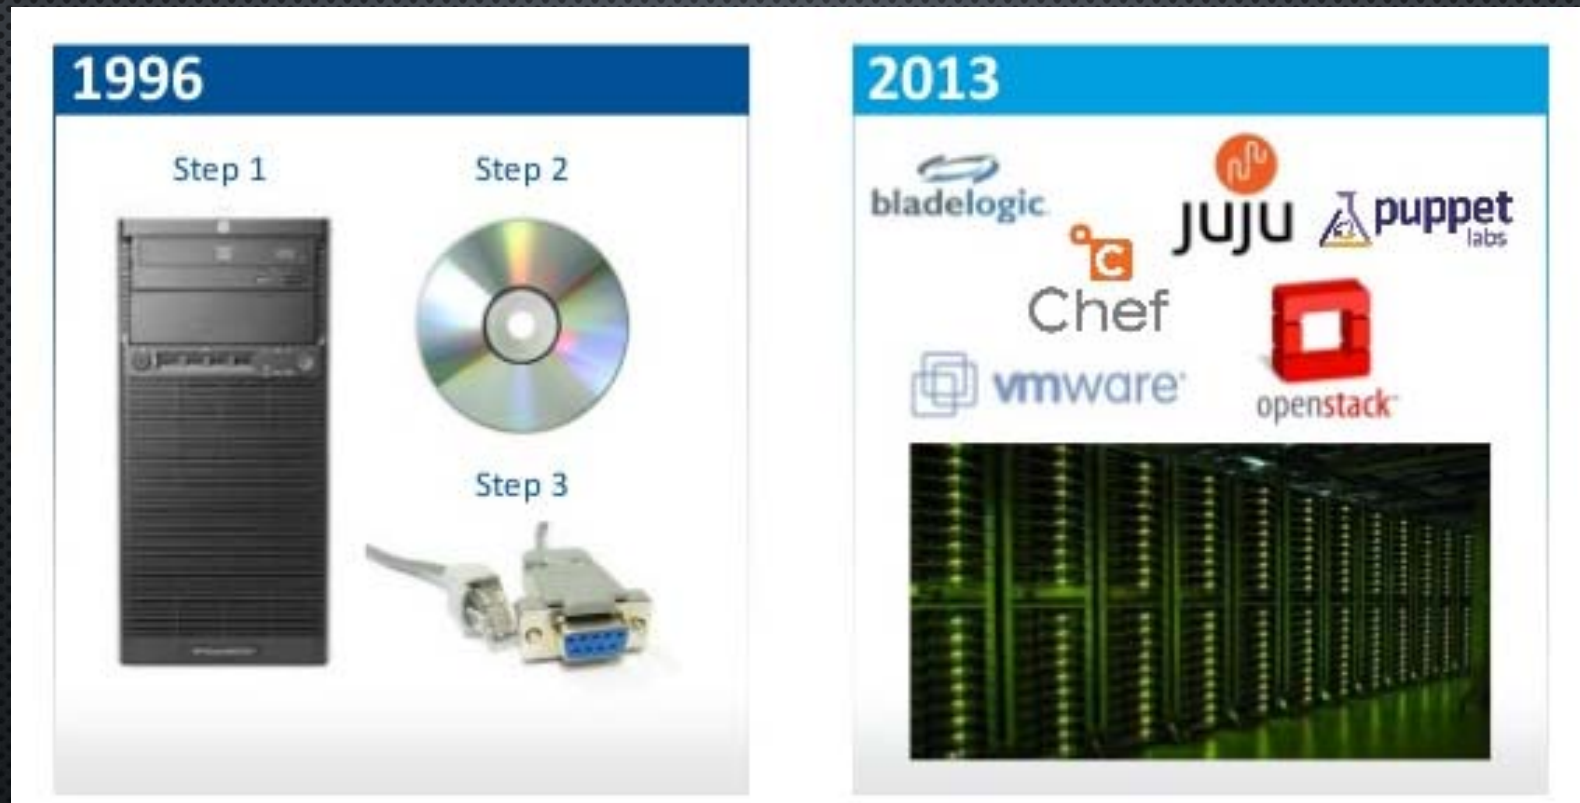 1996
Step 1
Step 2
Step 3
2013
bladelogic
juju
puppet
labs
Chef
vmware
openstack